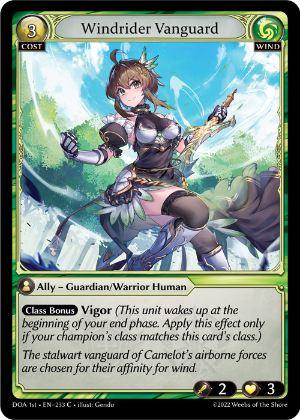 3
COST
Windrider Vanguard
WIND
Ally – Guardian/Warrior Human
Class Bonus Vigor (This unit wakes up at the
beginning of your end phase. Apply this effect only
if your champion's class matches this card's class.)
The stalwart vanguard of Camelot's airborne forces
are chosen for their affinity for wind.
2
3
DOA 1st • EN-233 C • illust: Gendo
©2022 Weebs of the Shore